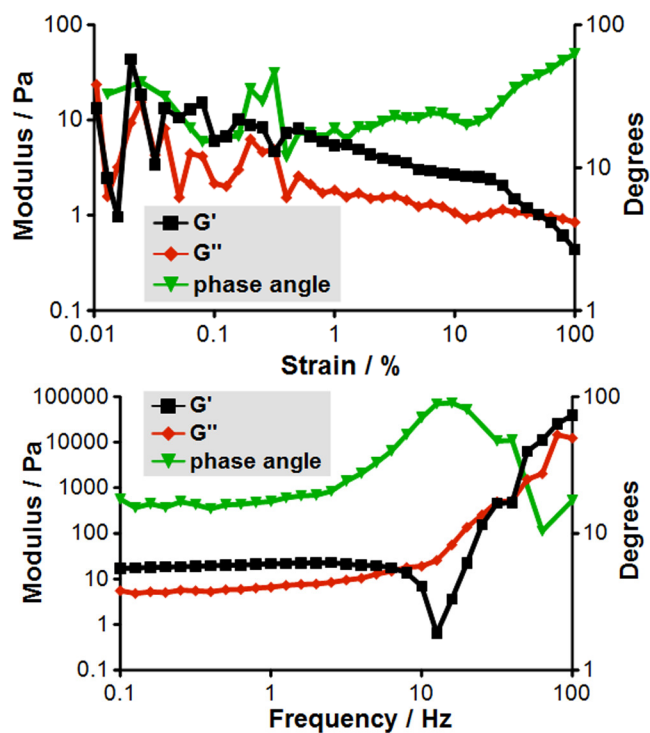 100
10
1
0.1
Modulus / Pa
G'
G''
phase angle
100
10
1
Degrees
0.01
0.1
1
10
100
Strain / %
100000
10000
1000
100
10
1
0.1
Modulus / Pa
G'
G''
phase angle
100
10
1
Degrees
0.1
1
10
100
Frequency / Hz